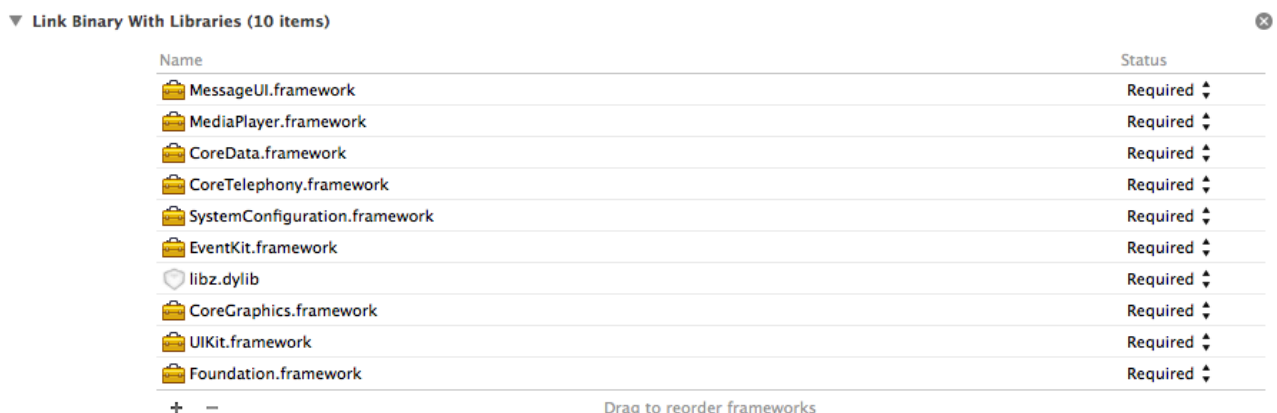 Link Binary With Libraries (10 items)
Name Status
MessageUI.framework Required
MediaPlayer.framework Required
CoreData.framework Required
CoreTelephony.framework Required
SystemConfiguration.framework Required
EventKit.framework Required
libz.dylib Required
CoreGraphics.framework Required
UIKit.framework Required
Foundation.framework Required
+ − Drag to reorder frameworks